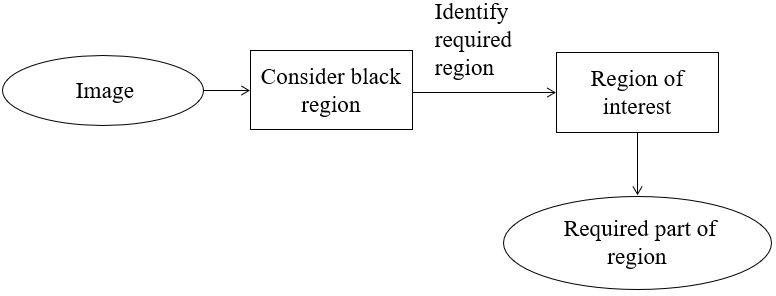 Image
Consider black
region
Identify
required
region
Region of
interest
Required part of
region